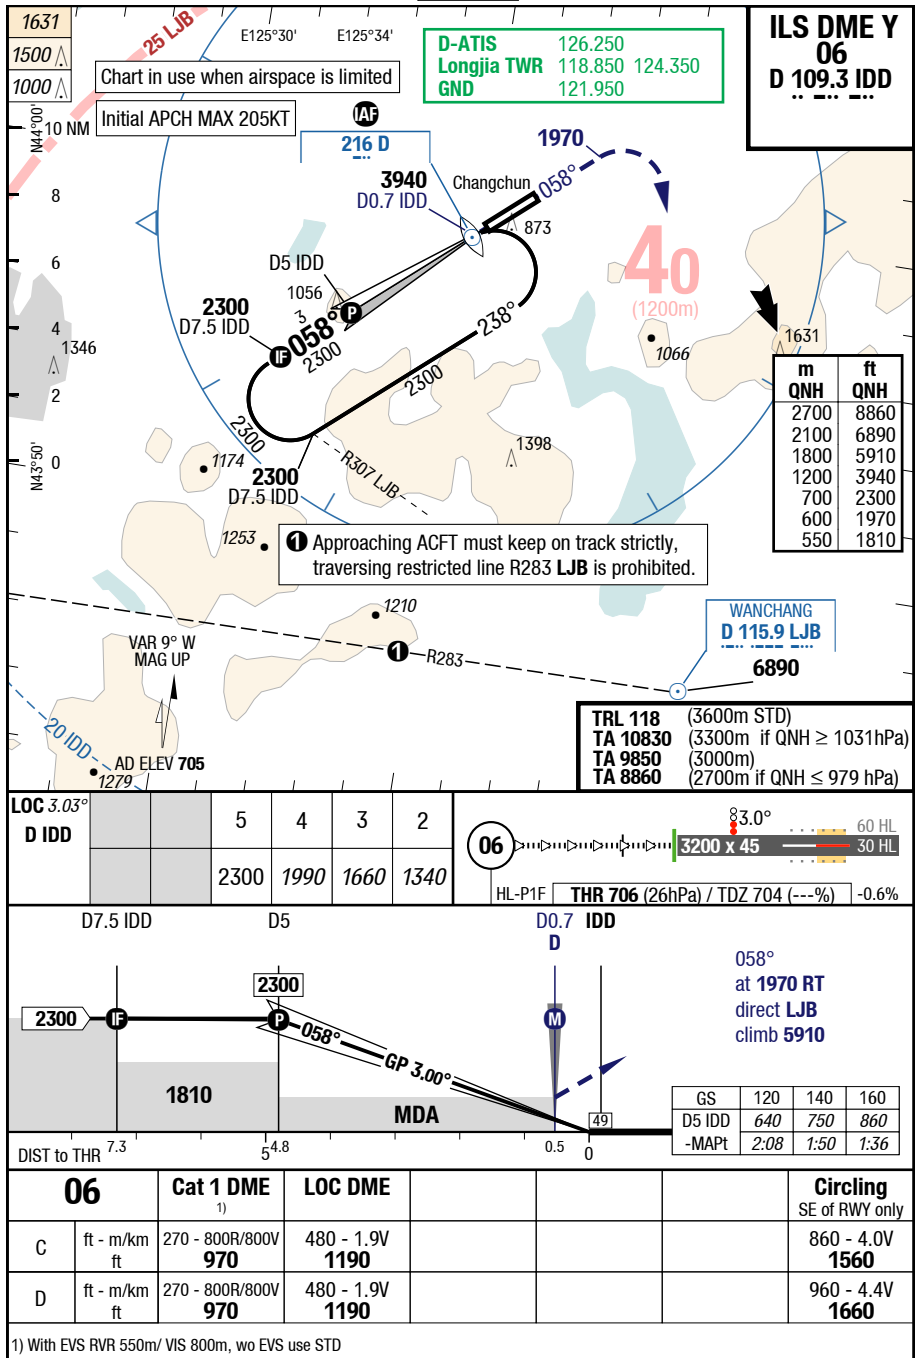 1631
1500
1000
25 LJB
E125°30'
E125°34'
Chart in use when airspace is limited
Initial APCH MAX 205KT
D-ATIS 126.250
Longjia TWR 118.850 124.350
GND 121.950
ILS DME Y
06
D 109.3 IDD
N44°00'
10 NM
8
6
4
2
0
N43°50'
IAF
216 D
3940
D0.7 IDD
Changchun
1970
058°
873
40
(1200m)
D5 IDD
1056
3
P
2300
D7.5 IDD
IF
058°
2300
238°
2300
2300
1346
1066
1631
m ft
QNH QNH
2700 8860
2100 6890
1800 5910
1200 3940
700 2300
600 1970
550 1810
1174
2300
D7.5 IDD
R307 LJB
1398
1253
1 Approaching ACFT must keep on track strictly,
traversing restricted line R283 LJB is prohibited.
1210
1
R283
WANCHANG
D 115.9 LJB
6890
VAR 9° W
MAG UP
20 IDD
AD ELEV 705
1279
TRL 118 (3600m STD)
TA 10830 (3300m if QNH ≥ 1031hPa)
TA 9850 (3000m)
TA 8860 (2700m if QNH ≤ 979 hPa)
LOC 3.03°
D IDD
5 4 3 2
2300 1990 1660 1340
06
3.0°
3200 x 45
60 HL
30 HL
HL-P1F
THR 706 (26hPa) / TDZ 704 (---%)
-0.6%
D7.5 IDD
D5
D0.7
D
IDD
2300
2300
IF
P
058°
GP 3.00°
M
1810
MDA
49
058°
at 1970 RT
direct LJB
climb 5910
GS 120 140 160
D5 IDD 640 750 860
-MAPt 2:08 1:50 1:36
DIST to THR 7.3 5 4.8 0.5 0
06 Cat 1 DME LOC DME Circling
1) SE of RWY only
C ft - m/km 270 - 800R/800V 480 - 1.9V 860 - 4.0V
ft 970 1190 1560
D ft - m/km 270 - 800R/800V 480 - 1.9V 960 - 4.4V
ft 970 1190 1660
1) With EVS RVR 550m/ VIS 800m, wo EVS use STD